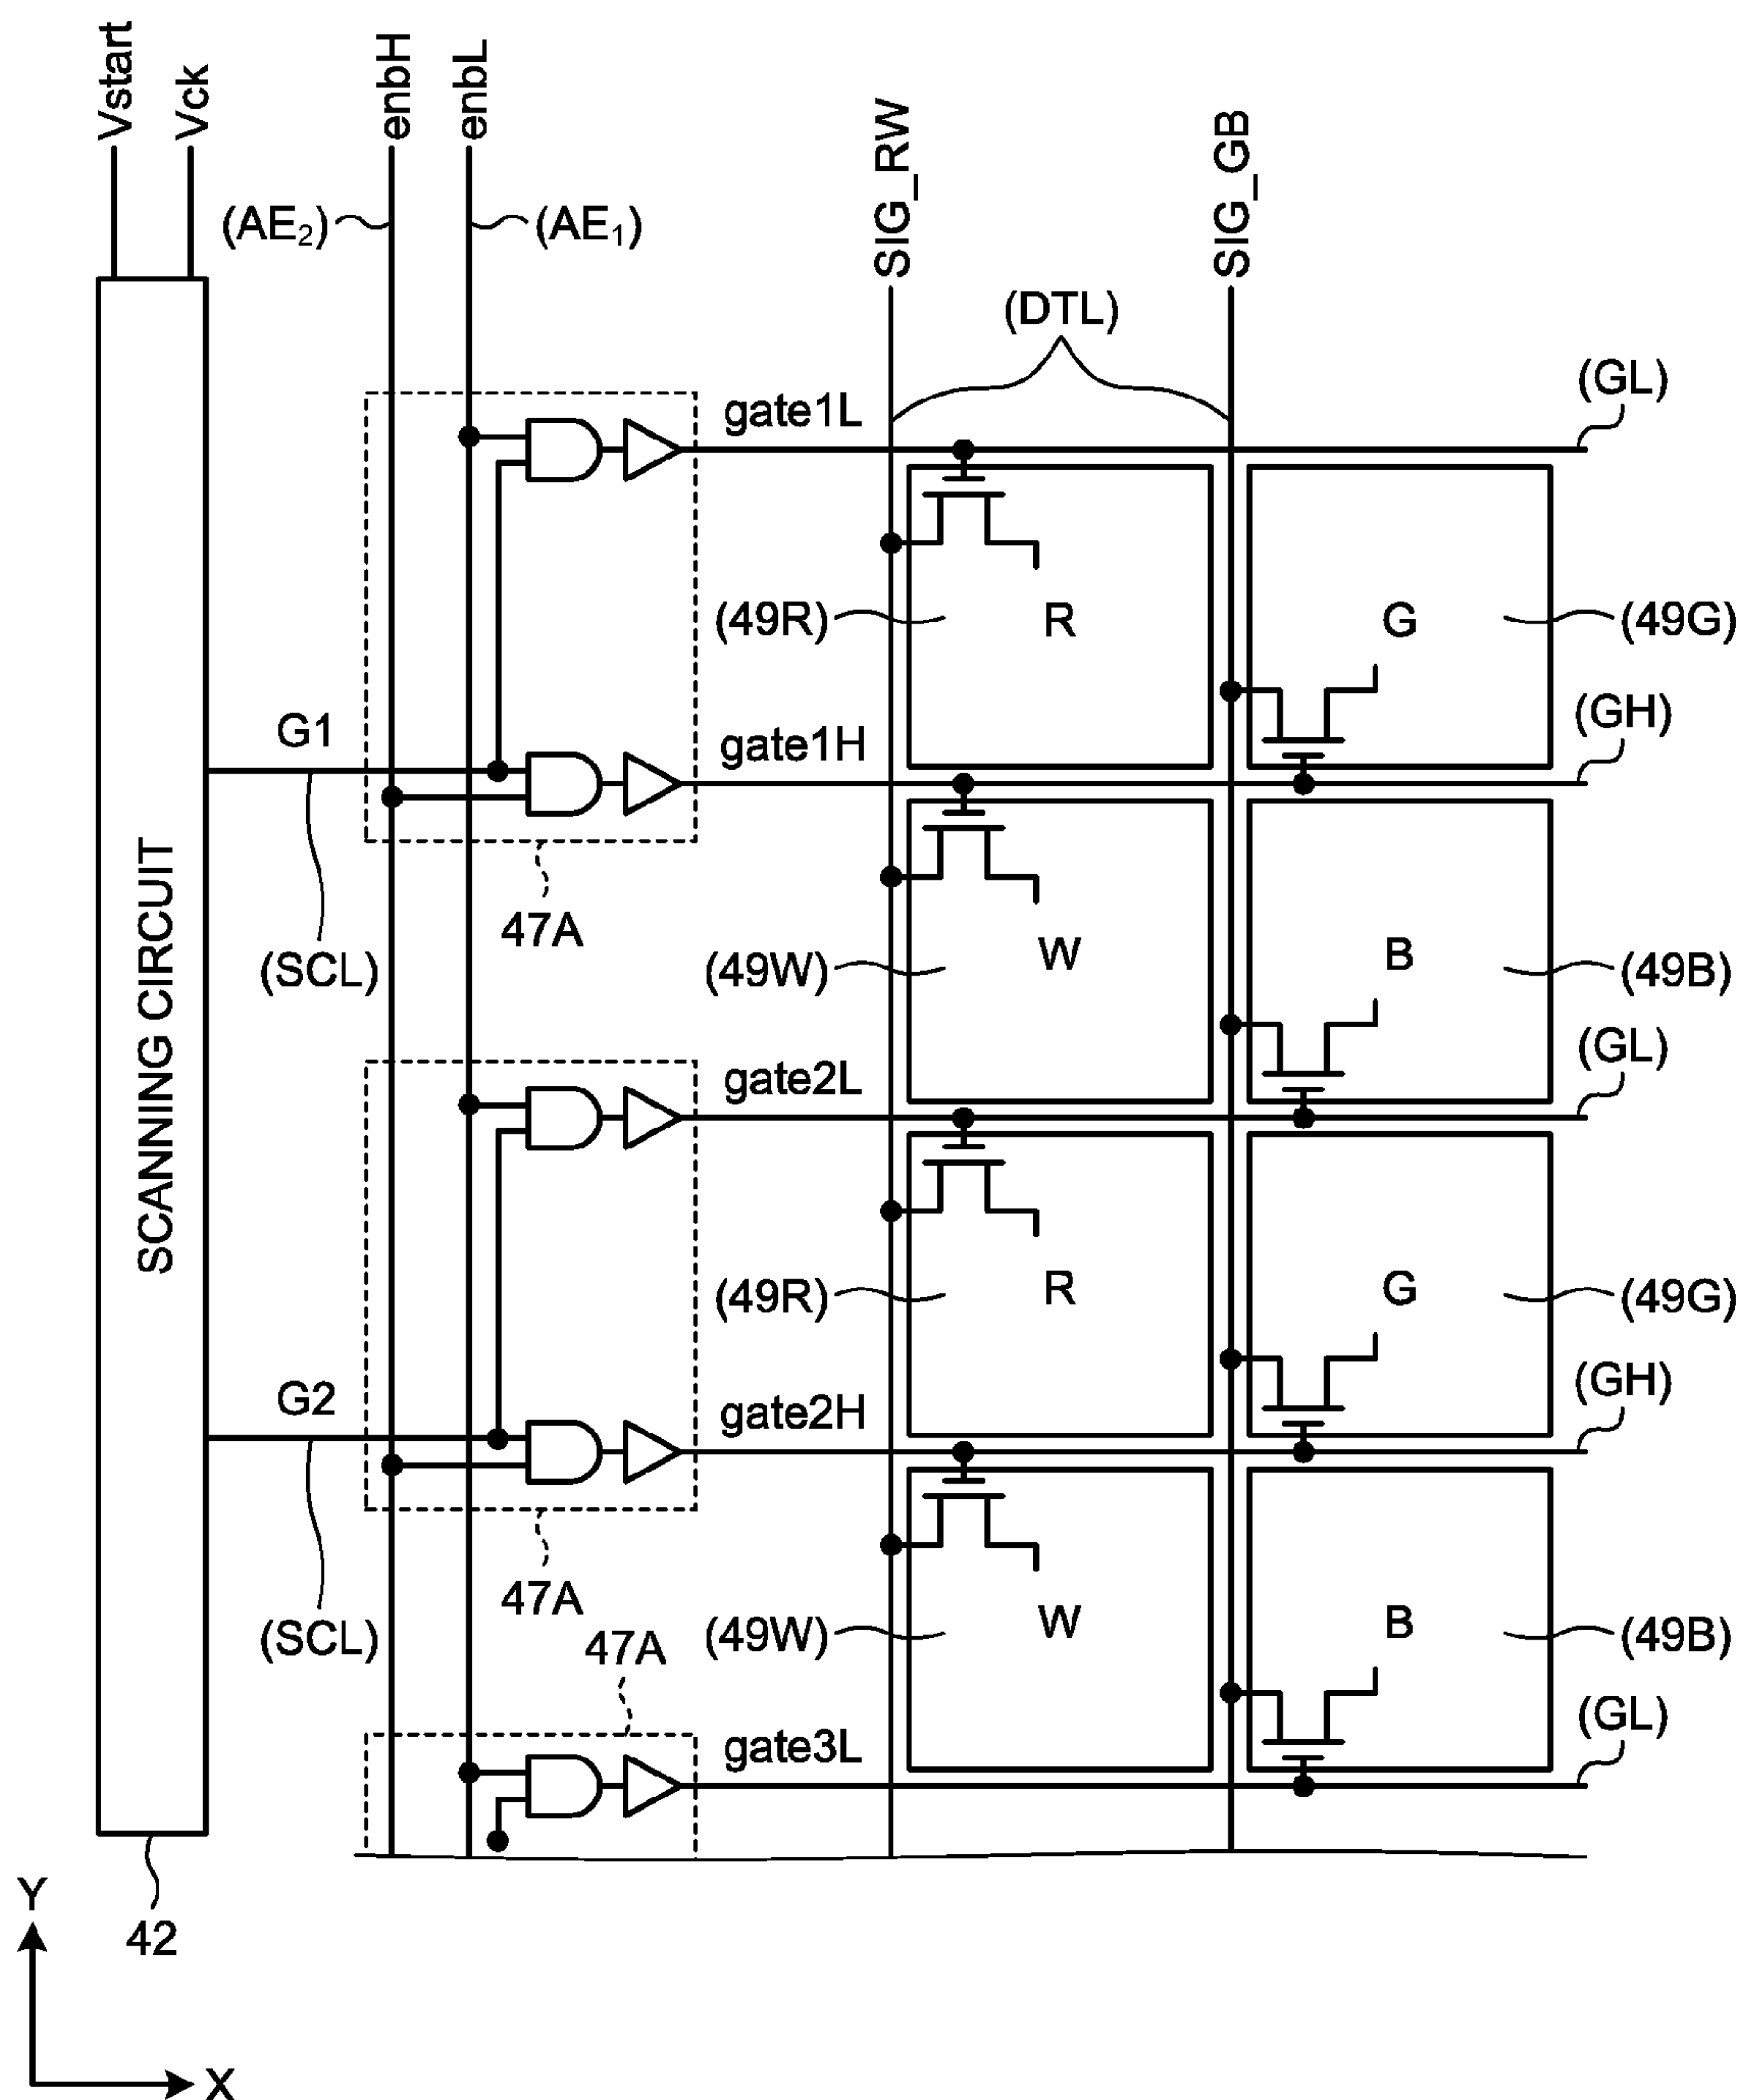 Vstart
Vck
enbH
enbL
SIG_RW
SIG_GB
(AE2)
(AE1)
(DTL)
(GL)
gate1L
(49R)
R
G
(49G)
(GH)
G1
gate1H
SCANNING CIRCUIT
47A
(SCL)
(49W)
W
B
(49B)
(GL)
gate2L
(49R)
R
G
(49G)
(GH)
G2
gate2H
47A
(SCL)
47A
(49W)
W
B
(49B)
(GL)
gate3L
42
Y
X